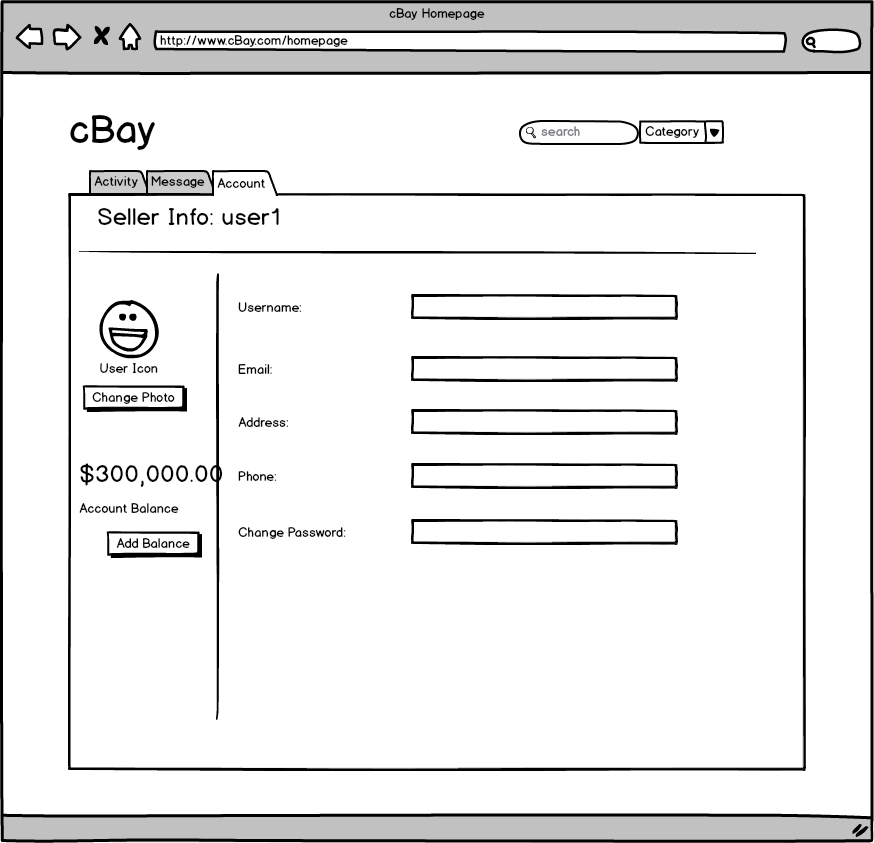 cBay Homepage
http://www.cBay.com/homepage
cBay
search
Category
Activity
Message
Account
Seller Info: user1
Username:
User Icon
Email:
Change Photo
Address:
$300,000.00
Phone:
Account Balance
Change Password:
Add Balance